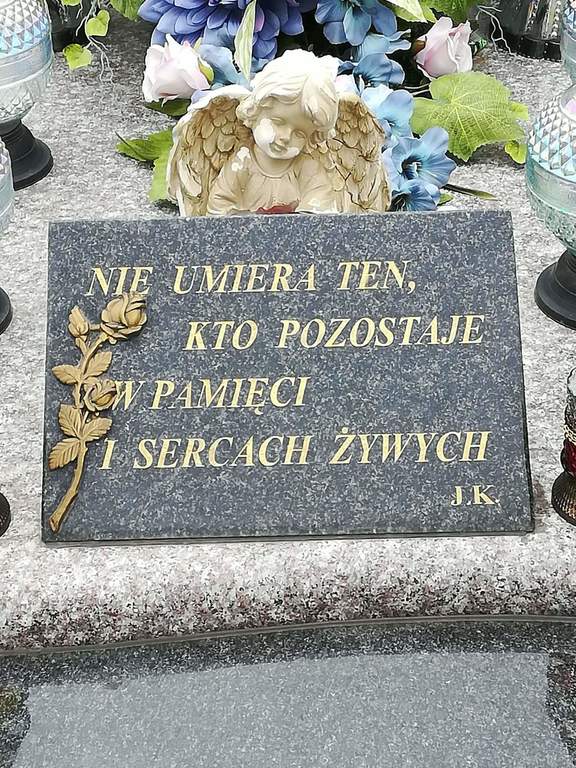 NIE UMIERA TEN,
KTO POZOSTAJE
W PAMIĘCI
I SERCACH ŻYWYCH
J.K.